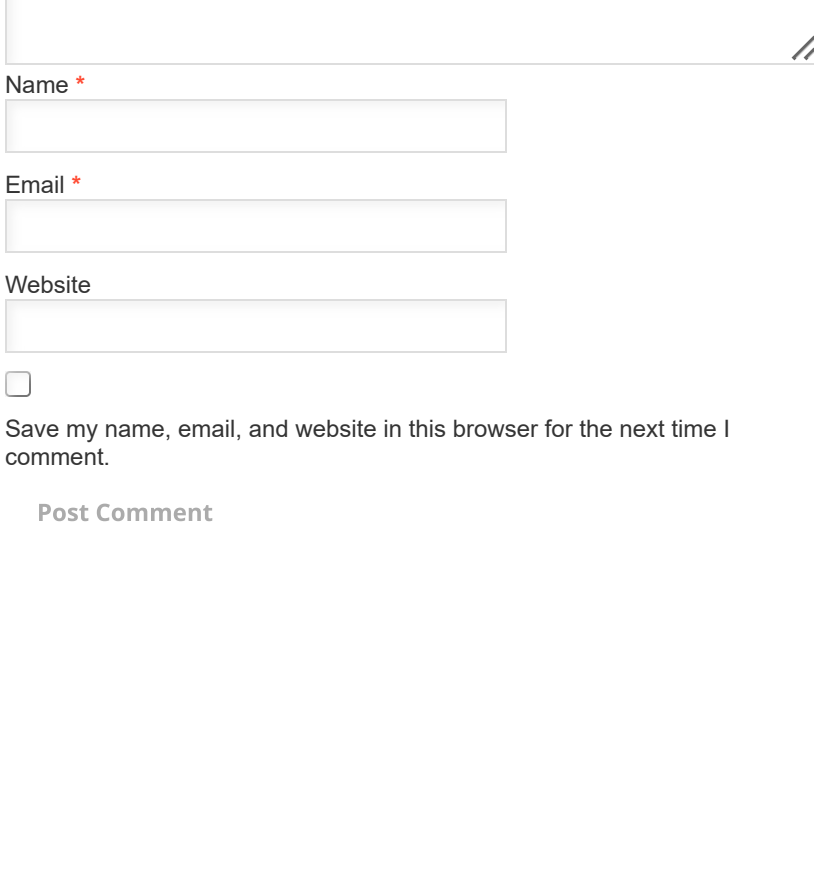 Name *
Email *
Website
Save my name, email, and website in this browser for the next time I
comment.
Post Comment